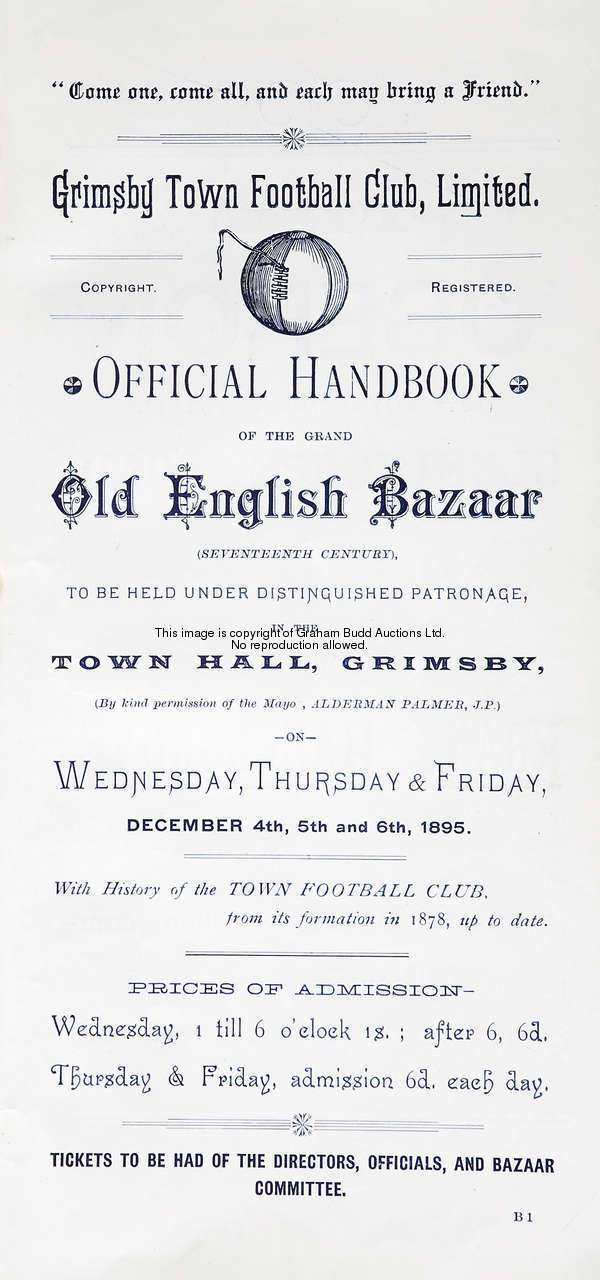 "Come one, come all, and each may bring a Friend."
Grimsby Town Football Club, Limited.
COPYRIGHT. REGISTERED.
OFFICIAL HANDBOOK
OF THE GRAND
Old English Bazaar
(SEVENTEENTH CENTURY),
TO BE HELD UNDER DISTINGUISHED PATRONAGE,
IN THE
This image is copyright of Graham Budd Auctions Ltd.
No reproduction allowed.
TOWN HALL, GRIMSBY,
(By kind permission of the Mayo , ALDERMAN PALMER, J.P.)
—ON—
WEDNESDAY, THURSDAY & FRIDAY,
DECEMBER 4th, 5th and 6th, 1895.
With History of the TOWN FOOTBALL CLUB,
from its formation in 1878, up to date.
PRICES OF ADMISSION—
Wednesday, 1 till 6 o'clock 1s. ; after 6, 6d.
Thursday & Friday, admission 6d. each day.
TICKETS TO BE HAD OF THE DIRECTORS, OFFICIALS, AND BAZAAR
COMMITTEE.
B 1